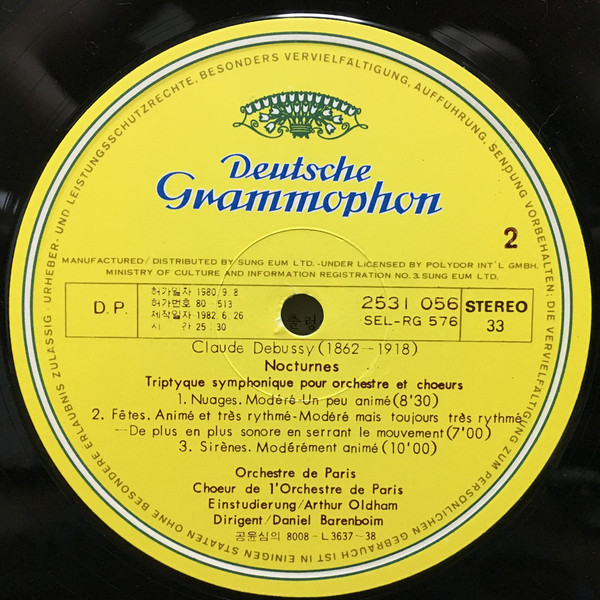 URHEBER- UND LEISTUNGSSCHUTZRECHTE, BESONDERS VERVIELFÄLTIGUNG, AUFFÜHRUNG, SENDUNG VORBEHALTEN; DIE VERVIELFÄLTIGUNG ZUM PERSÖNLICHEN GEBRAUCH IST IN EINIGEN STAATEN OHNE BESONDERE ERLAUBNIS ZULÄSSIG ·
Deutsche
Grammophon
2
MANUFACTURED/ DISTRIBUTED BY SUNG EUM LTD.-UNDER LICENSED BY POLYDOR INT'L GMBH.
MINISTRY OF CULTURE AND INFORMATION REGISTRATION NO.3. SUNG EUM LTD.
D.P.
허가일자 1980. 9. 8
허가번호 80-513
제작일자 1982. 6. 26
시 간 25:30
2531 056
SEL-RG 576
STEREO
33
Claude Debussy (1862--1918)
Nocturnes
Triptyque symphonique pour orchestre et choeurs
1. Nuages. Modéré-Un peu animé (8'30)
2. Fêtes. Animé et très rythmé-Modéré mais toujours très rythmé
--De plus en plus sonore en serrant le mouvement (7'00)
3. Sirènes. Modérément animé (10'00)
Orchestre de Paris
Choeur de l'Orchestre de Paris
Einstudierung/Arthur Oldham
Dirigent/Daniel Barenboim
공윤심의 8008-L3637-38